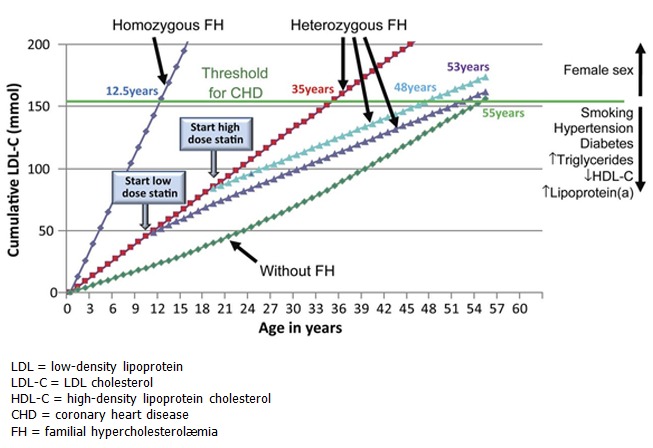 Homozygous FH
Heterozygous FH
Cumulative LDL-C (mmol)
200
150
100
50
0
12.5years
Threshold
for CHD
35years
48years
53years
55years
Start high
dose statin
Start low
dose statin
Without FH
0 3 6 9 12 15 18 21 24 27 30 33 36 39 42 45 48 51 54 57 60
Age in years
Female sex
Smoking
Hypertension
Diabetes
↑Triglycerides
↓HDL-C
↑Lipoprotein(a)
LDL = low-density lipoprotein
LDL-C = LDL cholesterol
HDL-C = high-density lipoprotein cholesterol
CHD = coronary heart disease
FH = familial hypercholesterolæmia